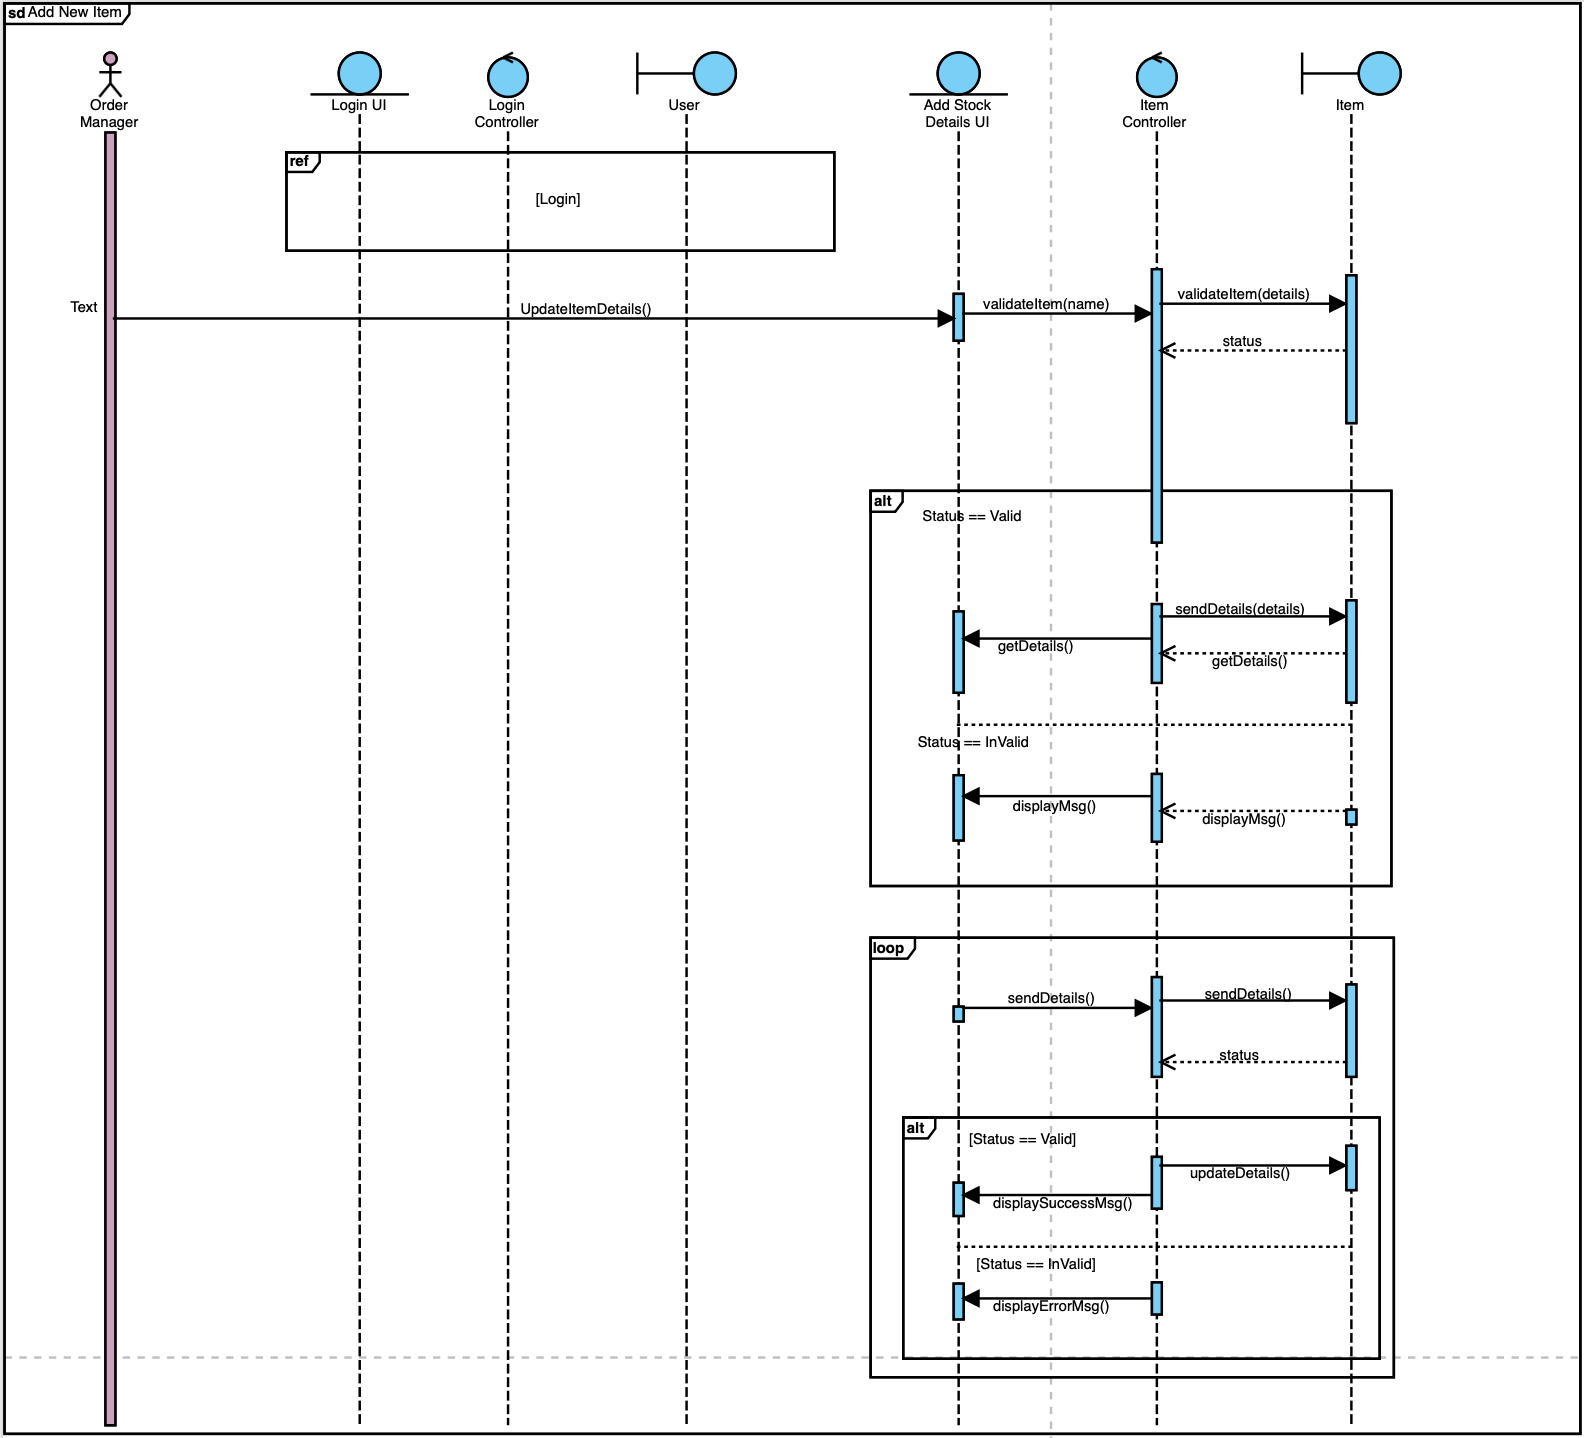 sd Add New Item
Order
Manager
Login UI
Login
Controller
User
Add Stock
Details UI
Item
Controller
Item
ref
[Login]
Text
UpdateItemDetails()
validateItem(name)
validateItem(details)
status
alt
Status == Valid
sendDetails(details)
getDetails()
getDetails()
Status == InValid
displayMsg()
displayMsg()
loop
sendDetails()
sendDetails()
status
alt
[Status == Valid]
updateDetails()
displaySuccessMsg()
[Status == InValid]
displayErrorMsg()